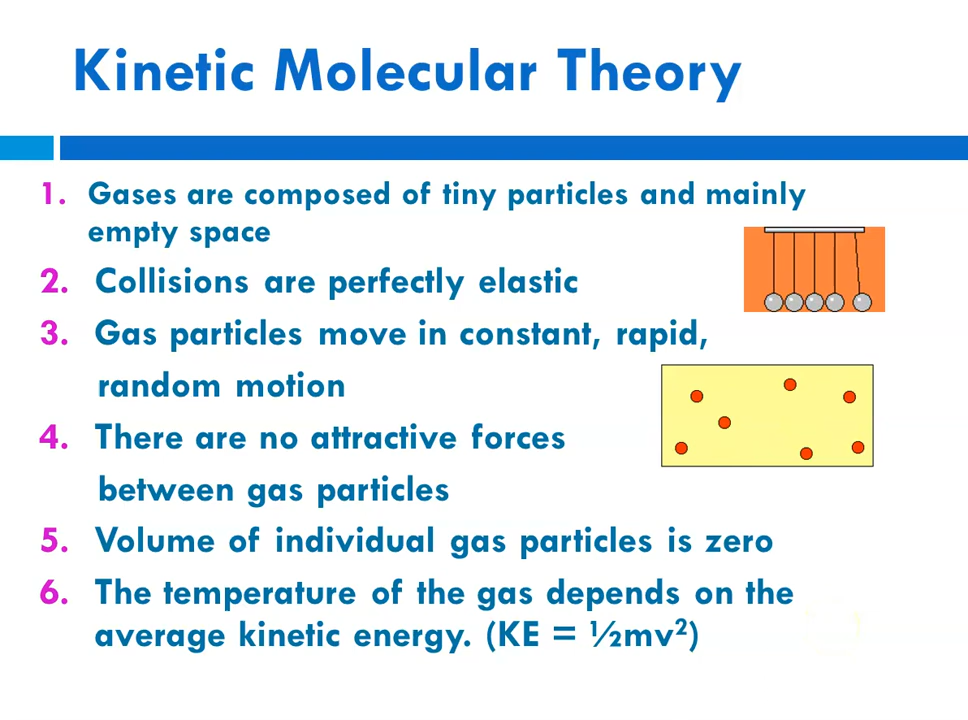 Kinetic Molecular Theory
1. Gases are composed of tiny particles and mainly
empty space
2. Collisions are perfectly elastic
3. Gas particles move in constant, rapid,
random motion
4. There are no attractive forces
between gas particles
5. Volume of individual gas particles is zero
6. The temperature of the gas depends on the
average kinetic energy. (KE = ½mv²)